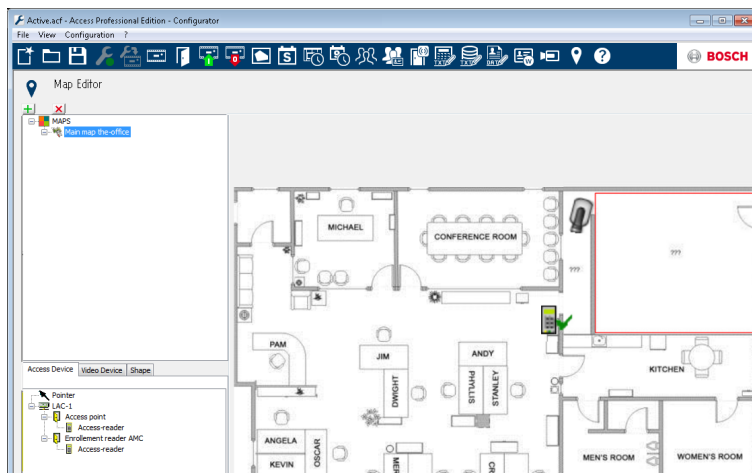 Active.acf - Access Professional Edition - Configurator
File View Configuration ?
BOSCH
Map Editor
MAPS
Main map the-office
MICHAEL
CONFERENCE ROOM
???
???
PAM
JIM
ANDY
DWIGHT
PHYLLIS
STANLEY
KITCHEN
ANGELA
OSCAR
KEVIN
MEN'S ROOM
WOMEN'S ROOM
Access Device Video Device Shape
Pointer
LAC-1
Access point
Access-reader
Enrollement reader AMC
Access-reader